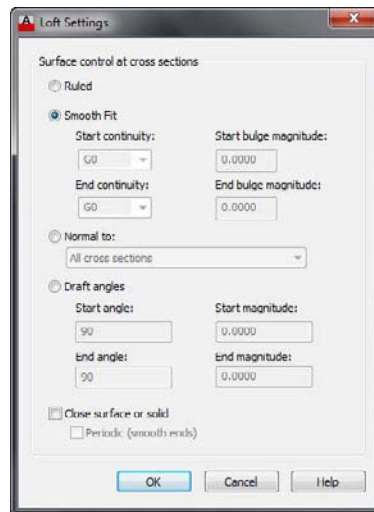 Loft Settings
Surface control at cross sections
Ruled
Smooth Fit
Start continuity: Start bulge magnitude:
G0 0.0000
End continuity: End bulge magnitude:
G0 0.0000
Normal to:
All cross sections
Draft angles
Start angle: Start magnitude:
90 0.0000
End angle: End magnitude:
90 0.0000
Close surface or solid
Periodic (smooth ends)
OK Cancel Help